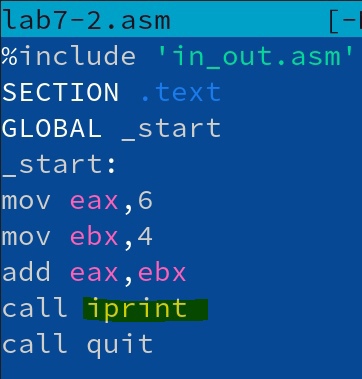 lab7-2.asm [-
%include 'in_out.asm'
SECTION .text
GLOBAL _start
_start:
mov eax,6
mov ebx,4
add eax,ebx
call iprint
call quit